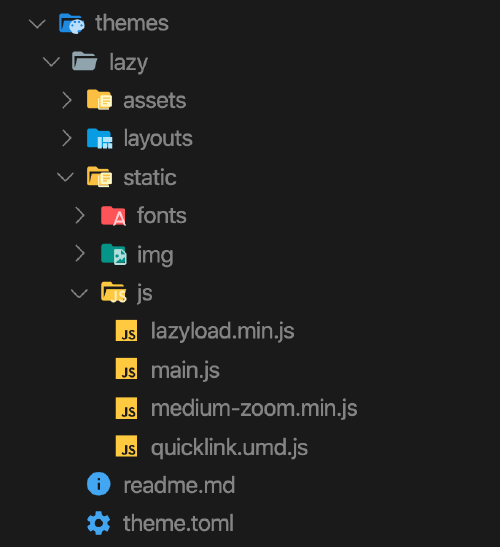 themes
lazy
assets
layouts
static
A fonts
img
JS js
JS lazyload.min.js
JS main.js
JS medium-zoom.min.js
JS quicklink.umd.js
i readme.md
theme.toml